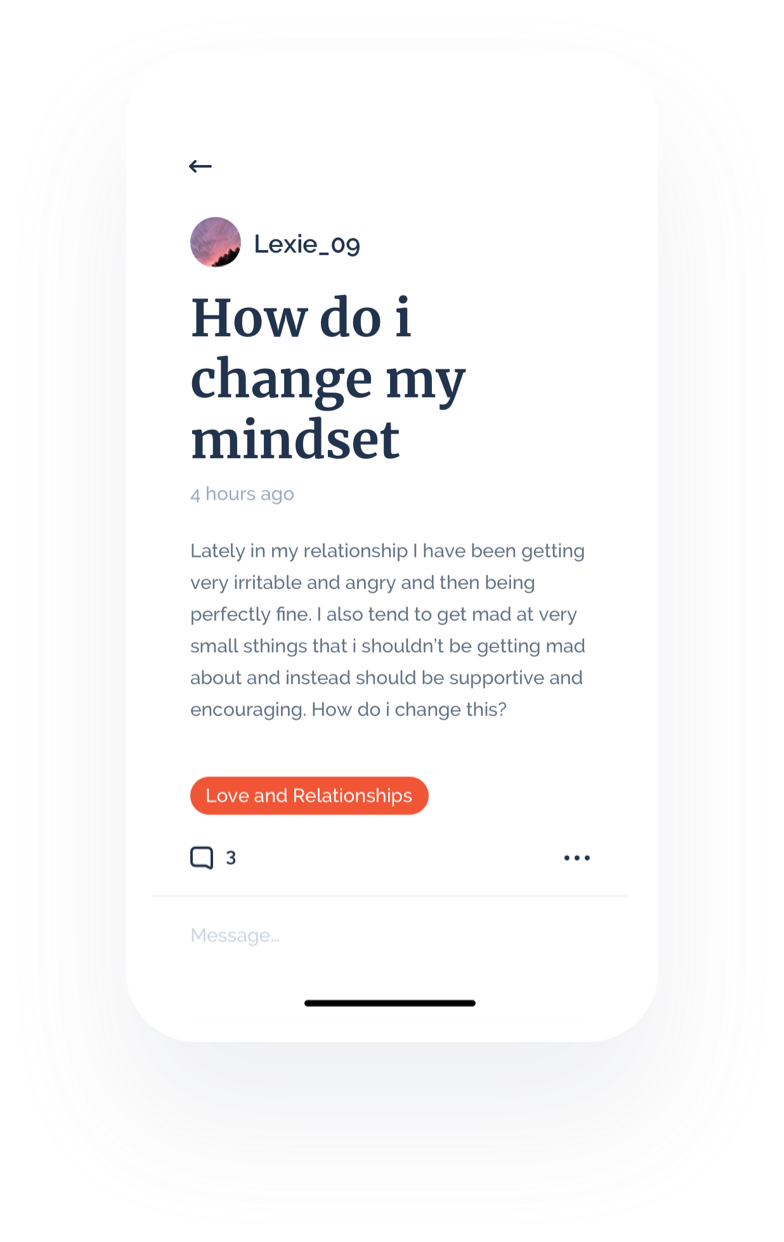 Lexie_09
How do i
change my
mindset
4 hours ago
Lately in my relationship I have been getting
very irritable and angry and then being
perfectly fine. I also tend to get mad at very
small sthings that i shouldn’t be getting mad
about and instead should be supportive and
encouraging. How do i change this?
Love and Relationships
3
Message...